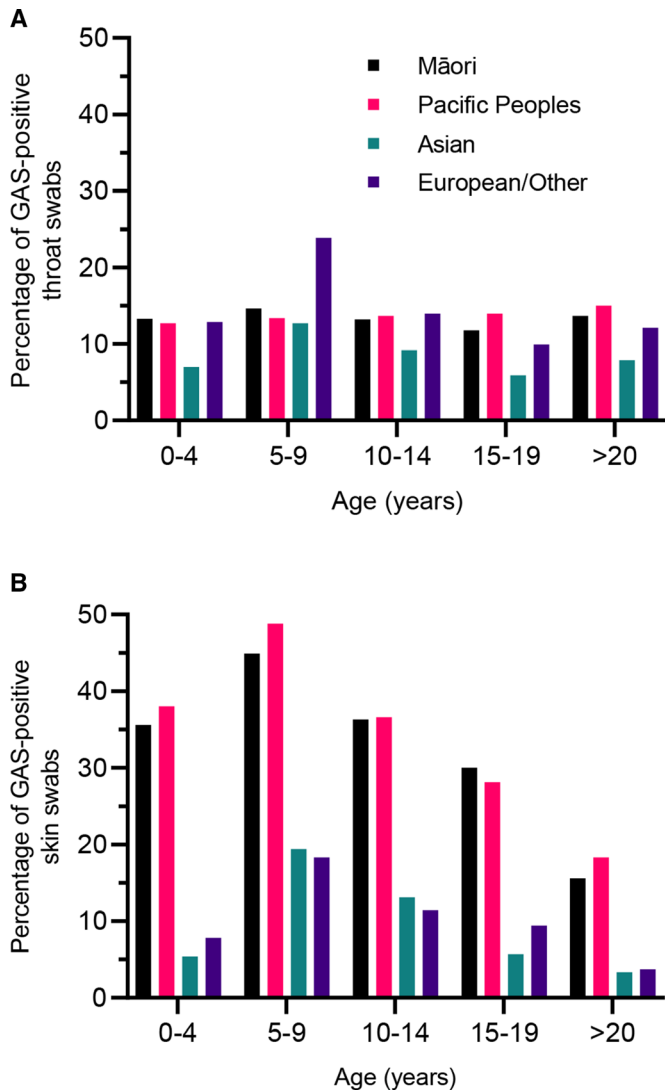 A
50
40
30
20
10
0
Percentage of GAS-positive
throat swabs
Māori
Pacific Peoples
Asian
European/Other
0-4 5-9 10-14 15-19 >20
Age (years)
B
50
40
30
20
10
0
Percentage of GAS-positive
skin swabs
0-4 5-9 10-14 15-19 >20
Age (years)